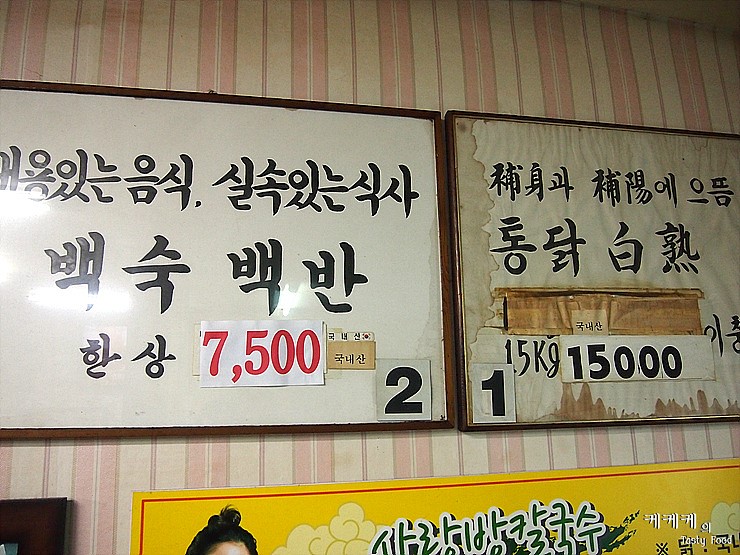 내용있는 음식, 실속있는 식사
백숙백반
한상 7,500
국내산
국내산
2
補身과 補陽에 으뜸
통닭 白熟
국내산
15Kg 15000
1
사랑방칼국수
케케케의
Tasty Food